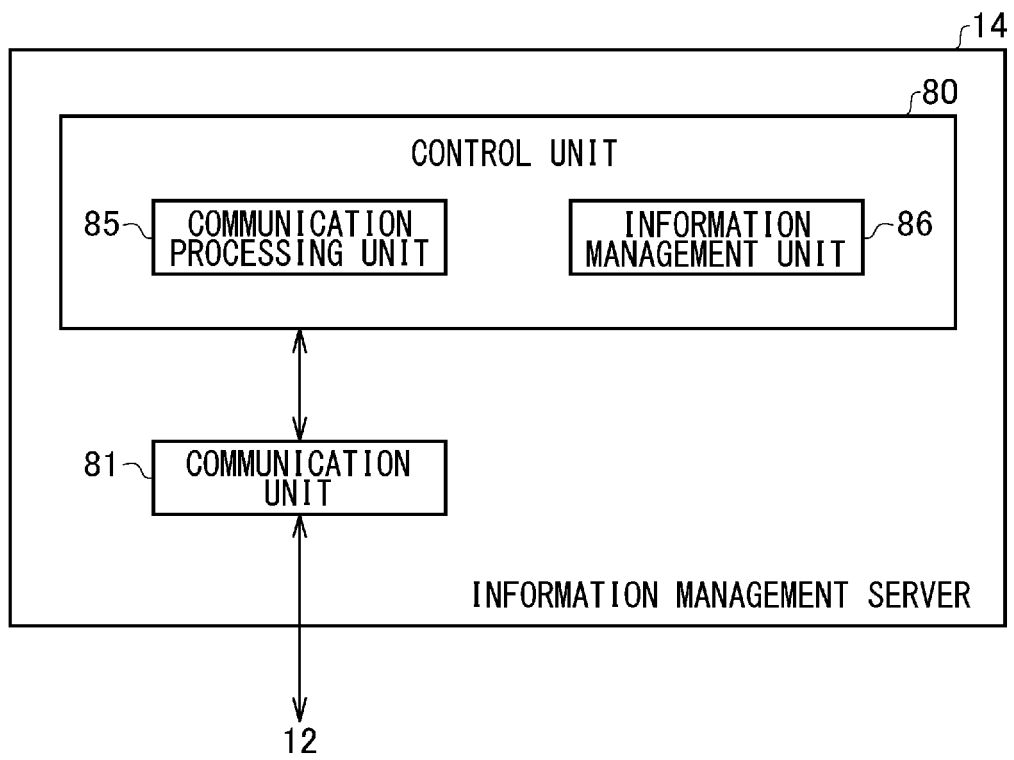 14
80
CONTROL UNIT
85
COMMUNICATION
PROCESSING UNIT
INFORMATION
MANAGEMENT UNIT
86
81
COMMUNICATION
UNIT
INFORMATION MANAGEMENT SERVER
12